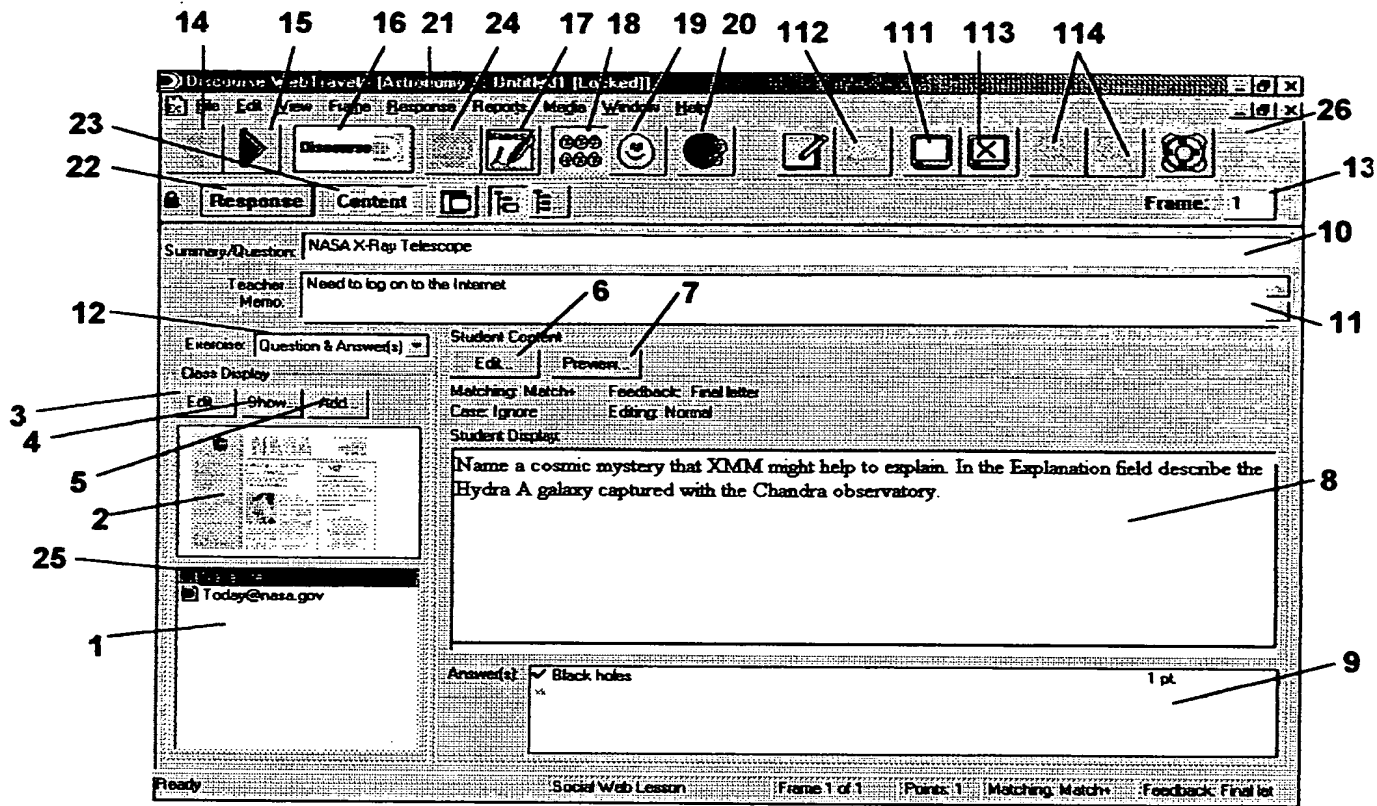 14 15 16 21 24 17 18 19 20 112 111 113 114
Discourse WebTravels [Astronomy Untitled1 [Locked]]
File Edit View Frame Response Reports Media Window Help
26
23
Names
Discourse
22
13
Response Content Frame: 1
10
Summary/Question: NASA X-Ray Telescope
Teacher Memo: Need to log on to the Internet
6 7
11
12
Exercise: Question & Answer(s)
Student Content
Class Display
Edit... Preview...
3
Edit... Show... Add...
Matching: Match+ Feedback: Final letter
4
Case: Ignore Editing: Normal
Student Display:
NASA
5
Name a cosmic mystery that XMM might help to explain. In the Explanation field describe the
Hydra A galaxy captured with the Chandra observatory.
8
2
25
Today@nasa.gov
1
9
Answer(s): Black holes 1 pt.
Ready Social Web Lesson Frame 1 of 1 Points: 1 Matching: Match+ Feedback: Final let